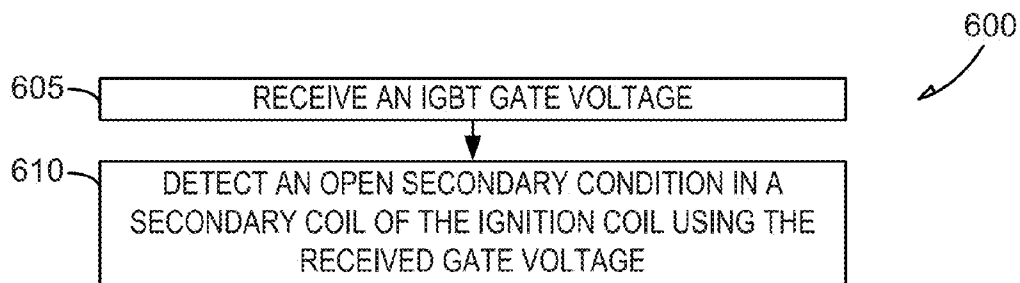 600
605
RECEIVE AN IGBT GATE VOLTAGE
610
DETECT AN OPEN SECONDARY CONDITION IN A
SECONDARY COIL OF THE IGNITION COIL USING THE
RECEIVED GATE VOLTAGE